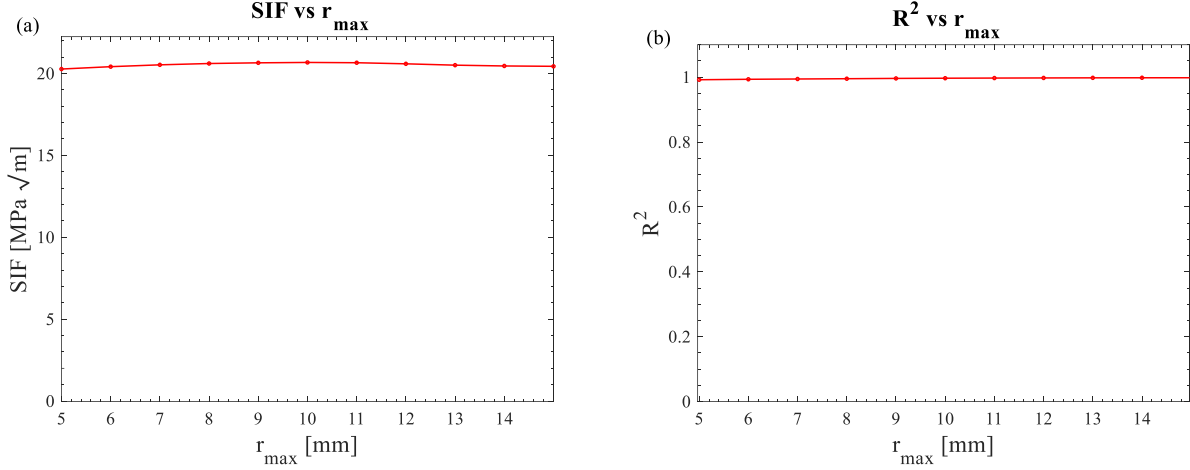 (a)
SIF vs r_max
SIF [MPa √m]
20
15
10
5
0
5 6 7 8 9 10 11 12 13 14
r_max [mm]
(b)
R² vs r_max
R²
1
0.8
0.6
0.4
0.2
0
5 6 7 8 9 10 11 12 13 14
r_max [mm]